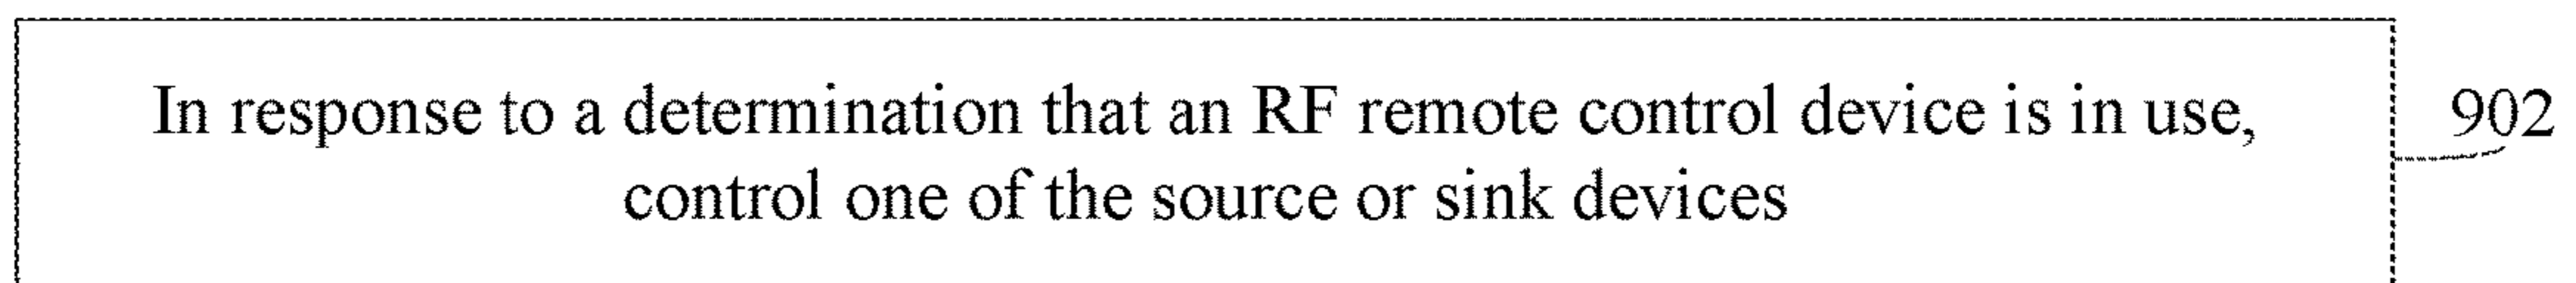 In response to a determination that an RF remote control device is in use,
control one of the source or sink devices
902